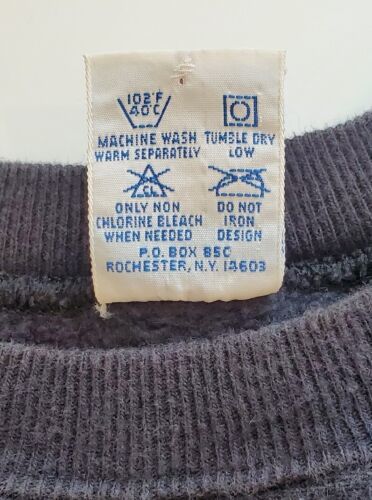 102°F
40°C
MACHINE WASH
WARM SEPARATELY
TUMBLE DRY
LOW
CL
ONLY NON
CHLORINE BLEACH
WHEN NEEDED
DO NOT
IRON
DESIGN
P.O. BOX 85C
ROCHESTER, N.Y. 14603